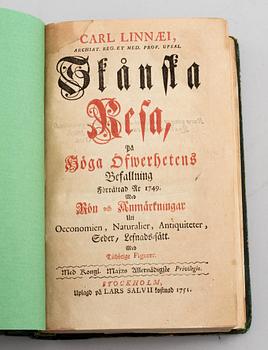 CARL LINNÆI,
ARCHIAT. REG. ET MED. PROF. UPSAL.
Skånska
Resa,
På
Höga Öfwerhetens
Befallning
Förrättad År 1749.
Med
Rön och Anmärkningar
Uti
Oeconomien, Naturalier, Antiquiteter,
Seder, Lefnads-sätt.
Med
Tilhörige Figurer.
Med Kongl. Maj:ts Allernådigste Privilegio.
STOCKHOLM,
Uplagd på LARS SALVII kostnad 1751.